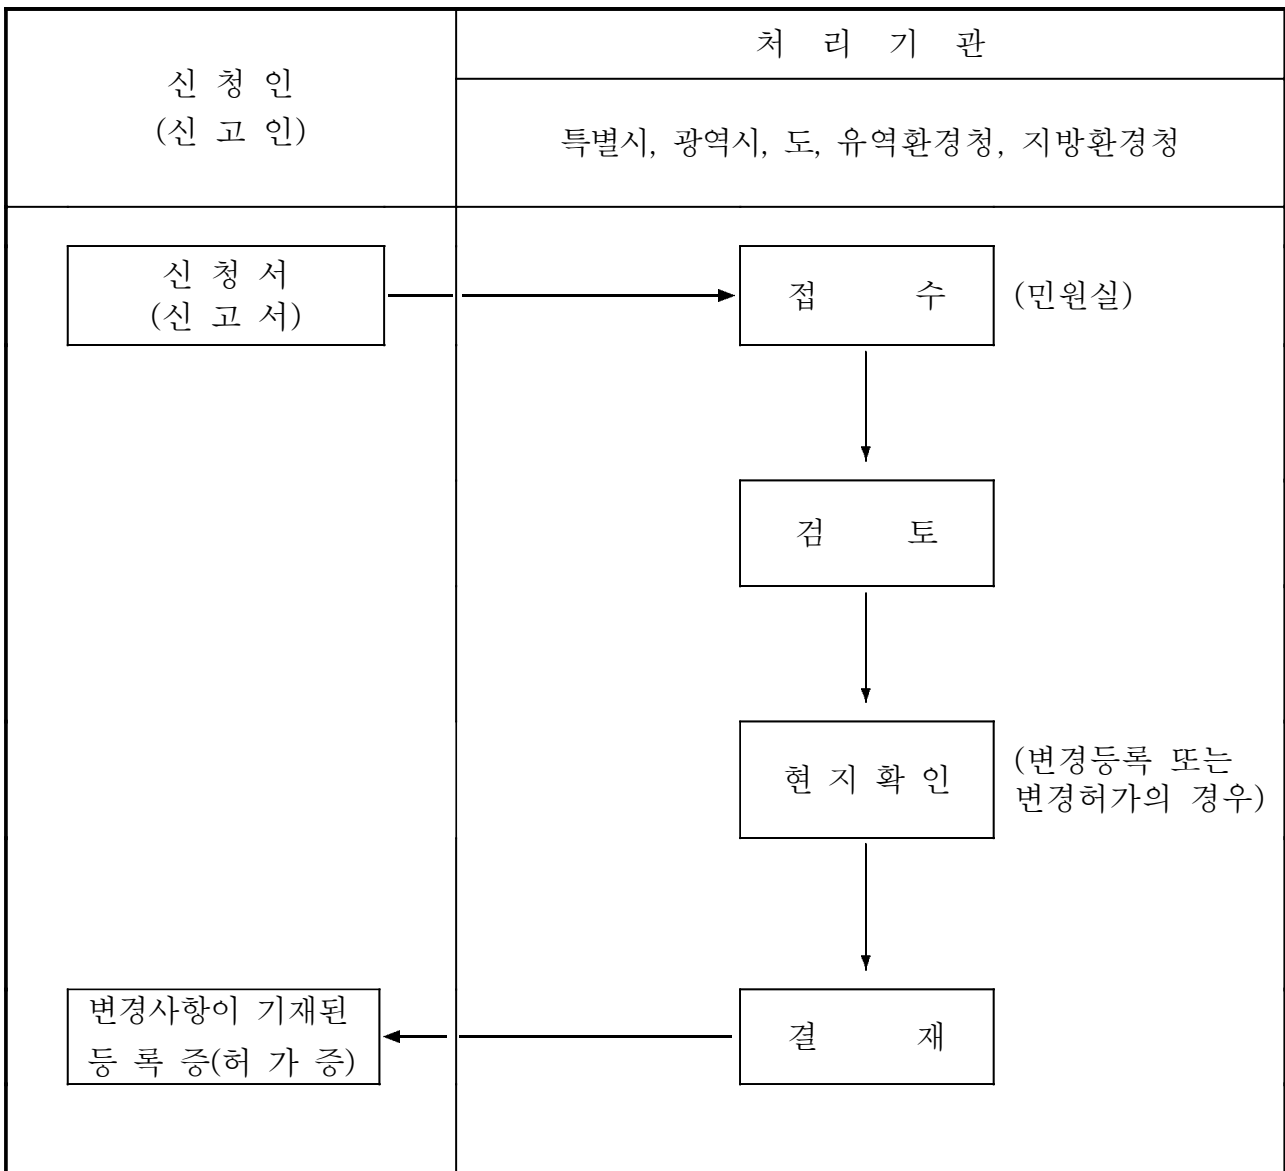 신 청 인
(신 고 인)
처 리 기 관
특별시, 광역시, 도, 유역환경청, 지방환경청
신 청 서
(신 고 서)
접 수
(민원실)
검 토
현 지 확 인
(변경등록 또는
변경허가의 경우)
변경사항이 기재된
등 록 증(허 가 증)
결 재